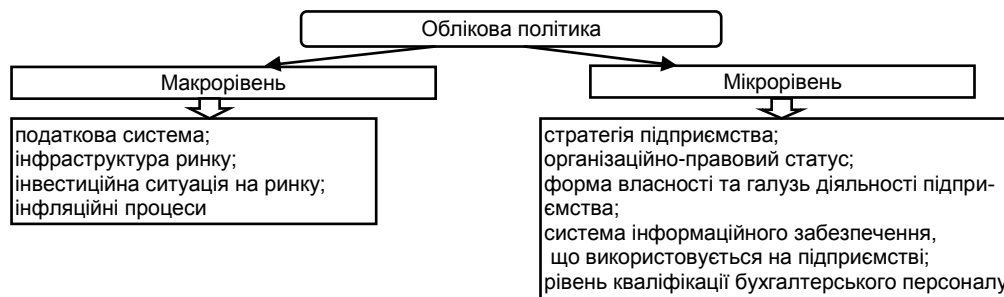 Облікова політика
Макрорівень
Мікрорівень
податкова система;
інфраструктура ринку;
інвестиційна ситуація на ринку;
інфляційні процеси
стратегія підприємства;
організаційно-правовий статус;
форма власності та галузь діяльності підпри-
ємства;
система інформаційного забезпечення,
що використовується на підприємстві;
рівень кваліфікації бухгалтерського персоналу